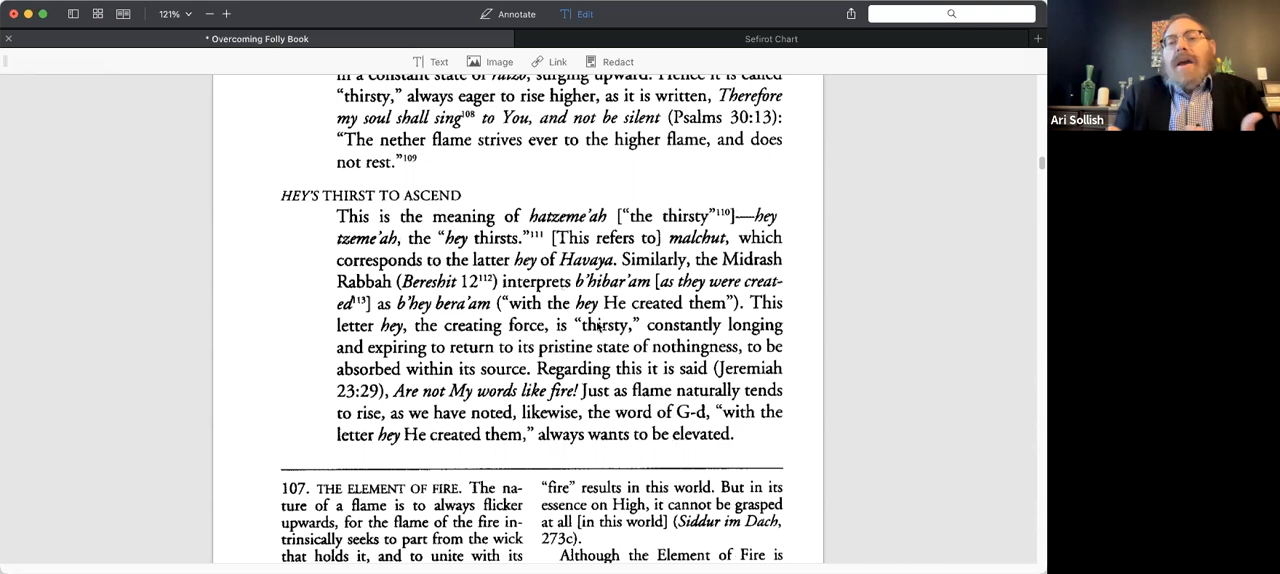 121%
Annotate
Edit
* Overcoming Folly Book
Sefirot Chart
Text
Image
Link
Redact
in a constant state of ratzo, surging upward. Hence it is called
“thirsty,” always eager to rise higher, as it is written, Therefore
my soul shall sing108 to You, and not be silent (Psalms 30:13):
“The nether flame strives ever to the higher flame, and does
not rest.”109
HEY’S THIRST TO ASCEND
This is the meaning of hatzeme’ah [“the thirsty”110]—hey
tzeme’ah, the “hey thirsts.”111 [This refers to] malchut, which
corresponds to the latter hey of Havaya. Similarly, the Midrash
Rabbah (Bereshit 12112) interprets b’hibar’am [as they were creat-
ed113] as b’hey bera’am (“with the hey He created them”). This
letter hey, the creating force, is “thirsty,” constantly longing
and expiring to return to its pristine state of nothingness, to be
absorbed within its source. Regarding this it is said (Jeremiah
23:29), Are not My words like fire! Just as flame naturally tends
to rise, as we have noted, likewise, the word of G-d, “with the
letter hey He created them,” always wants to be elevated.
107. THE ELEMENT OF FIRE. The na-
ture of a flame is to always flicker
upwards, for the flame of the fire in-
trinsically seeks to part from the wick
that holds it, and to unite with its
“fire” results in this world. But in its
essence on High, it cannot be grasped
at all [in this world] (Siddur im Dach,
273c).
Although the Element of Fire is
Ari Sollish